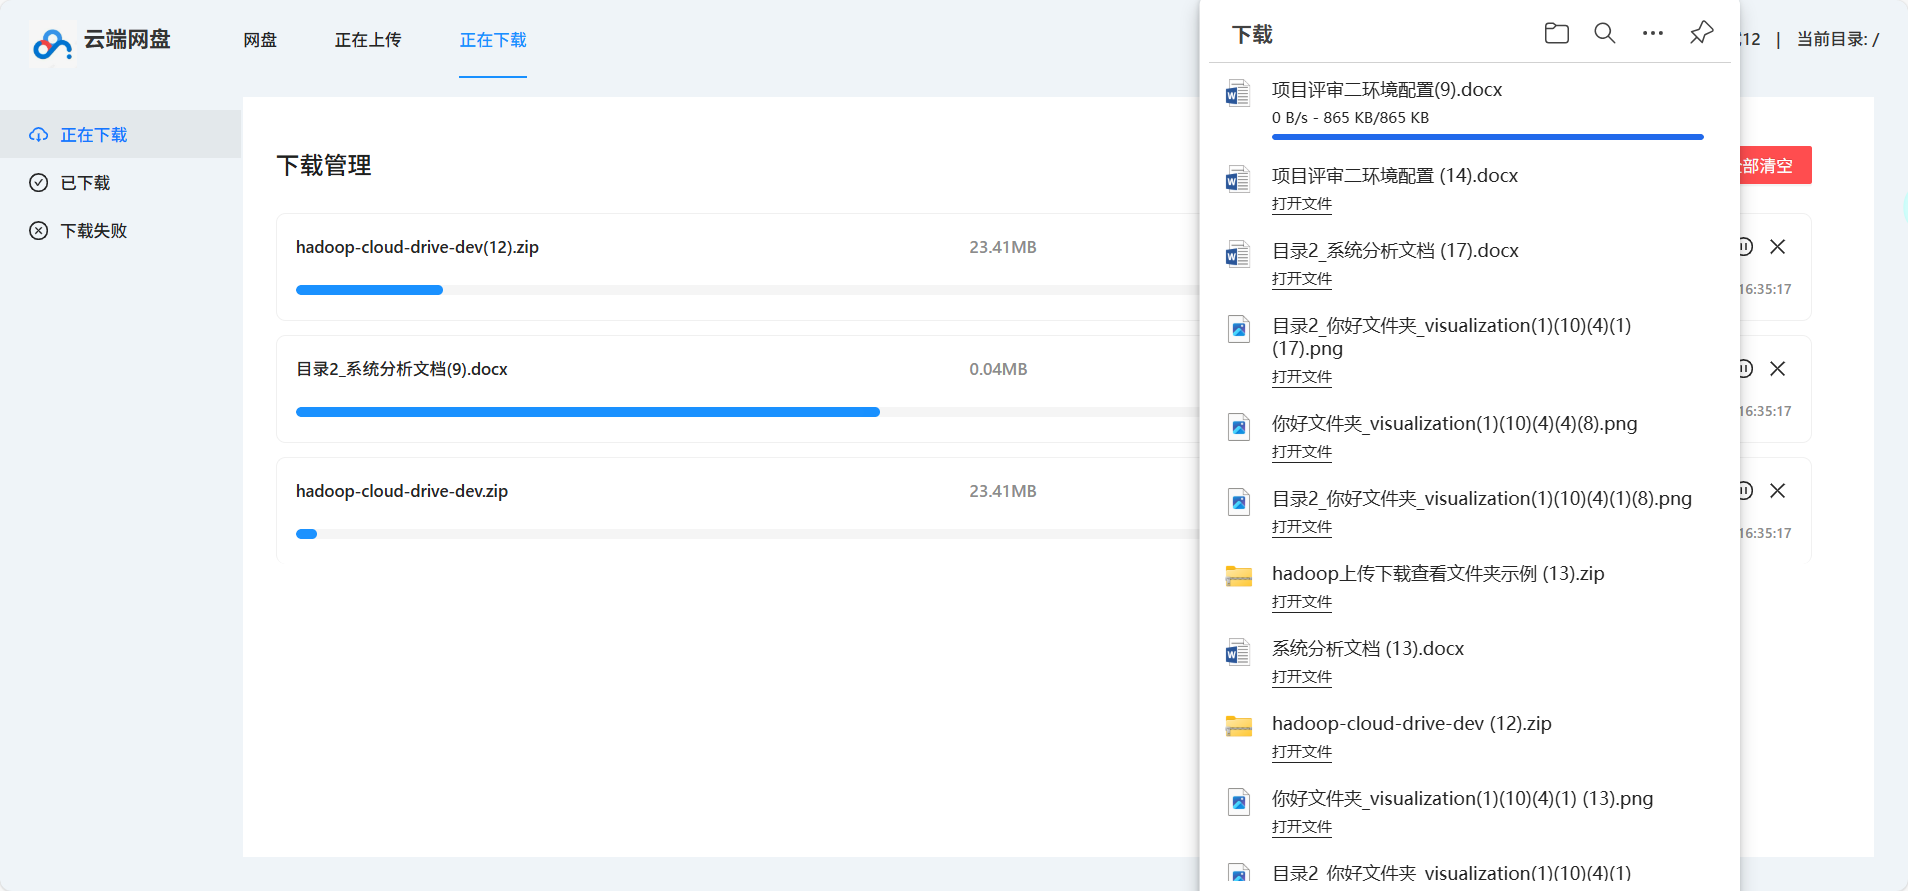 云端网盘
网盘
正在上传
正在下载
12 | 当前目录: /
正在下载
已下载
下载失败
下载管理
部清空
hadoop-cloud-drive-dev(12).zip
23.41MB
16:35:17
目录2_系统分析文档(9).docx
0.04MB
16:35:17
hadoop-cloud-drive-dev.zip
23.41MB
16:35:17
下载
项目评审二环境配置(9).docx
0 B/s - 865 KB/865 KB
项目评审二环境配置 (14).docx
打开文件
目录2_系统分析文档 (17).docx
打开文件
目录2_你好文件夹_visualization(1)(10)(4)(1)
(17).png
打开文件
你好文件夹_visualization(1)(10)(4)(4)(8).png
打开文件
目录2_你好文件夹_visualization(1)(10)(4)(1)(8).png
打开文件
hadoop上传下载查看文件夹示例 (13).zip
打开文件
系统分析文档 (13).docx
打开文件
hadoop-cloud-drive-dev (12).zip
打开文件
你好文件夹_visualization(1)(10)(4)(1) (13).png
打开文件
目录2_你好文件夹_visualization(1)(10)(4)(1)